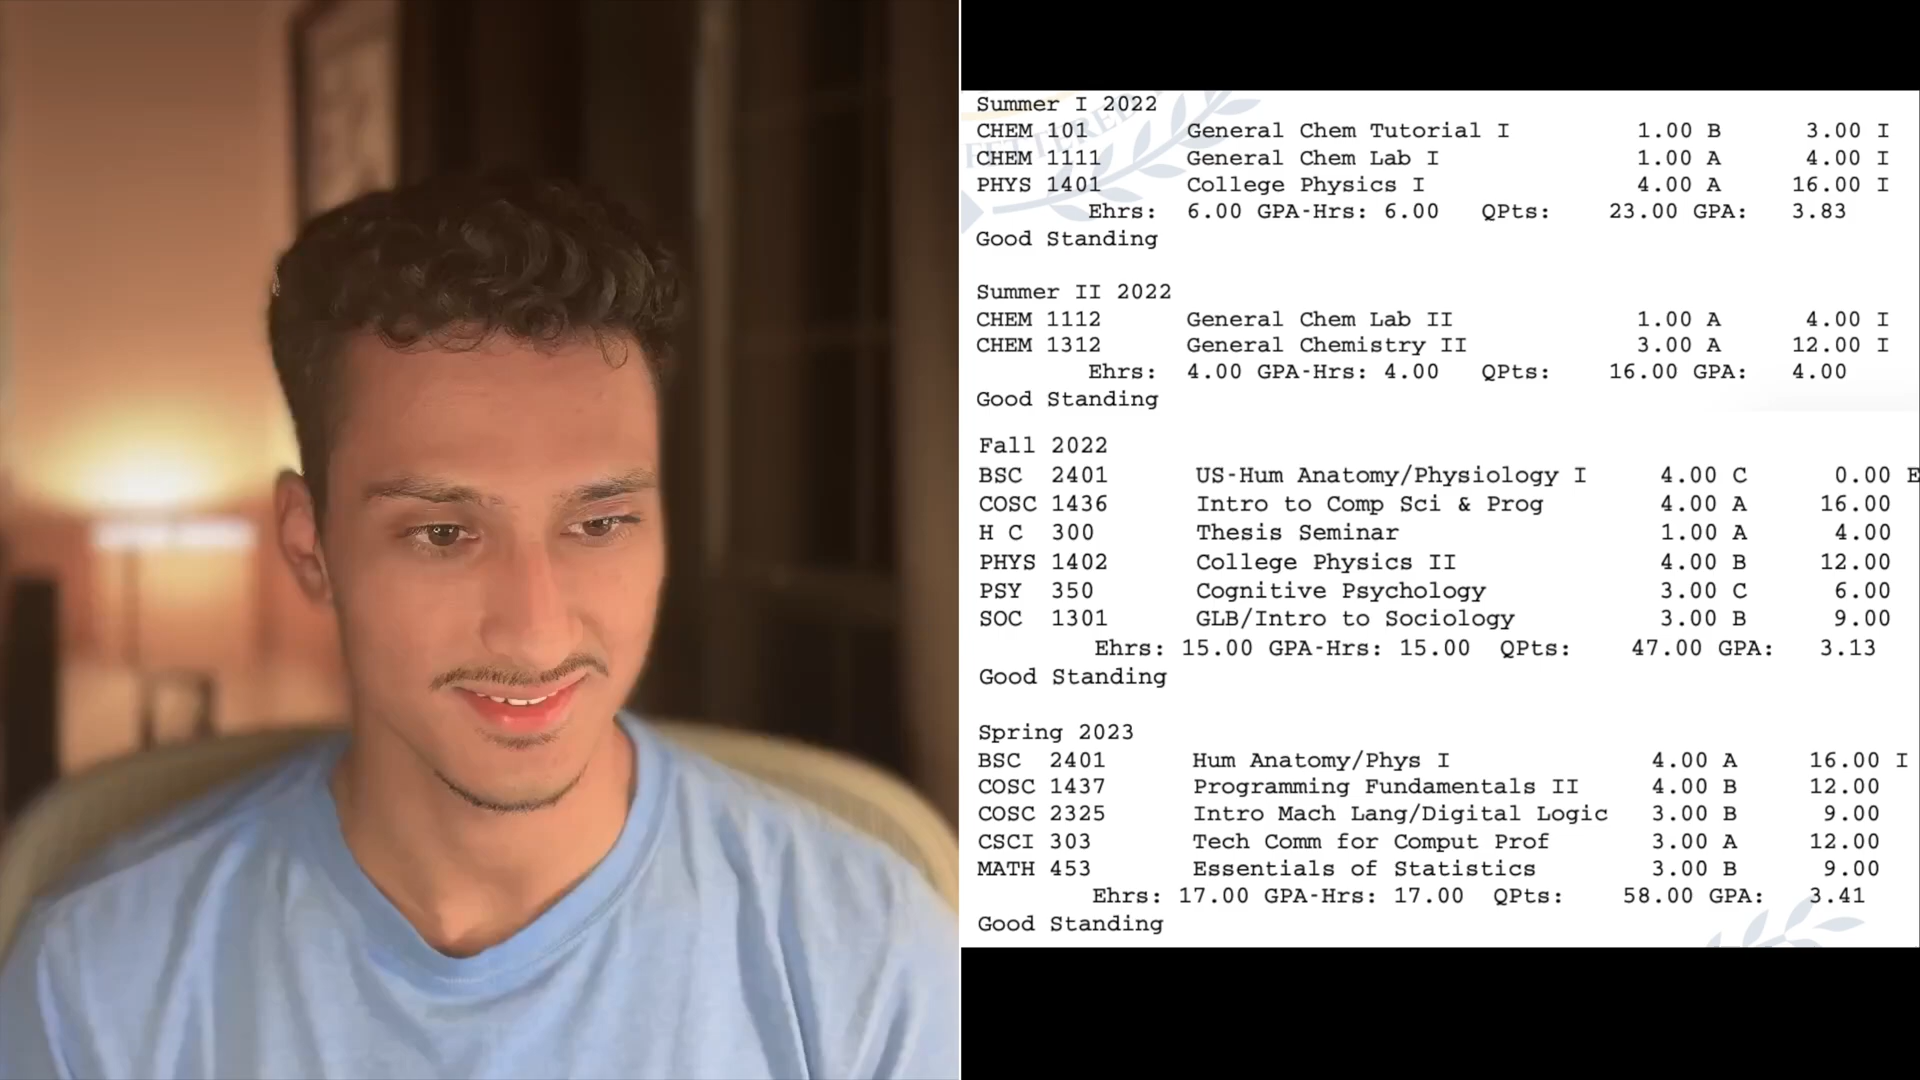 FETTERED
Summer I 2022
CHEM 101 General Chem Tutorial I 1.00 B 3.00 I
CHEM 1111 General Chem Lab I 1.00 A 4.00 I
PHYS 1401 College Physics I 4.00 A 16.00 I
Ehrs: 6.00 GPA-Hrs: 6.00 QPts: 23.00 GPA: 3.83
Good Standing
Summer II 2022
CHEM 1112 General Chem Lab II 1.00 A 4.00 I
CHEM 1312 General Chemistry II 3.00 A 12.00 I
Ehrs: 4.00 GPA-Hrs: 4.00 QPts: 16.00 GPA: 4.00
Good Standing
Fall 2022
BSC 2401 US-Hum Anatomy/Physiology I 4.00 C 0.00 E
COSC 1436 Intro to Comp Sci & Prog 4.00 A 16.00
H C 300 Thesis Seminar 1.00 A 4.00
PHYS 1402 College Physics II 4.00 B 12.00
PSY 350 Cognitive Psychology 3.00 C 6.00
SOC 1301 GLB/Intro to Sociology 3.00 B 9.00
Ehrs: 15.00 GPA-Hrs: 15.00 QPts: 47.00 GPA: 3.13
Good Standing
Spring 2023
BSC 2401 Hum Anatomy/Phys I 4.00 A 16.00 I
COSC 1437 Programming Fundamentals II 4.00 B 12.00
COSC 2325 Intro Mach Lang/Digital Logic 3.00 B 9.00
CSCI 303 Tech Comm for Comput Prof 3.00 A 12.00
MATH 453 Essentials of Statistics 3.00 B 9.00
Ehrs: 17.00 GPA-Hrs: 17.00 QPts: 58.00 GPA: 3.41
Good Standing